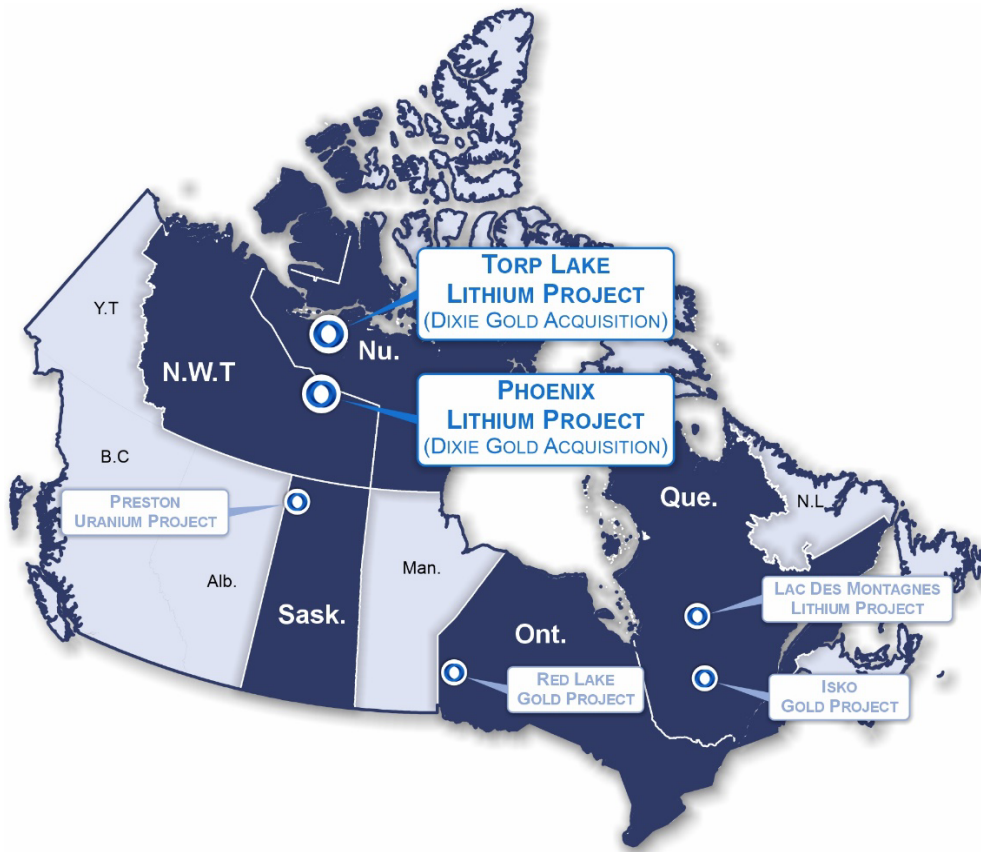 TORP LAKE
LITHIUM PROJECT
(DIXIE GOLD ACQUISITION)
Y.T
Nu.
N.W.T
PHOENIX
LITHIUM PROJECT
(DIXIE GOLD ACQUISITION)
B.C
PRESTON
URANIUM PROJECT
Que.
N.L.
Alb.
Man.
Sask.
LAC DES MONTAGNES
LITHIUM PROJECT
Ont.
RED LAKE
GOLD PROJECT
ISKO
GOLD PROJECT